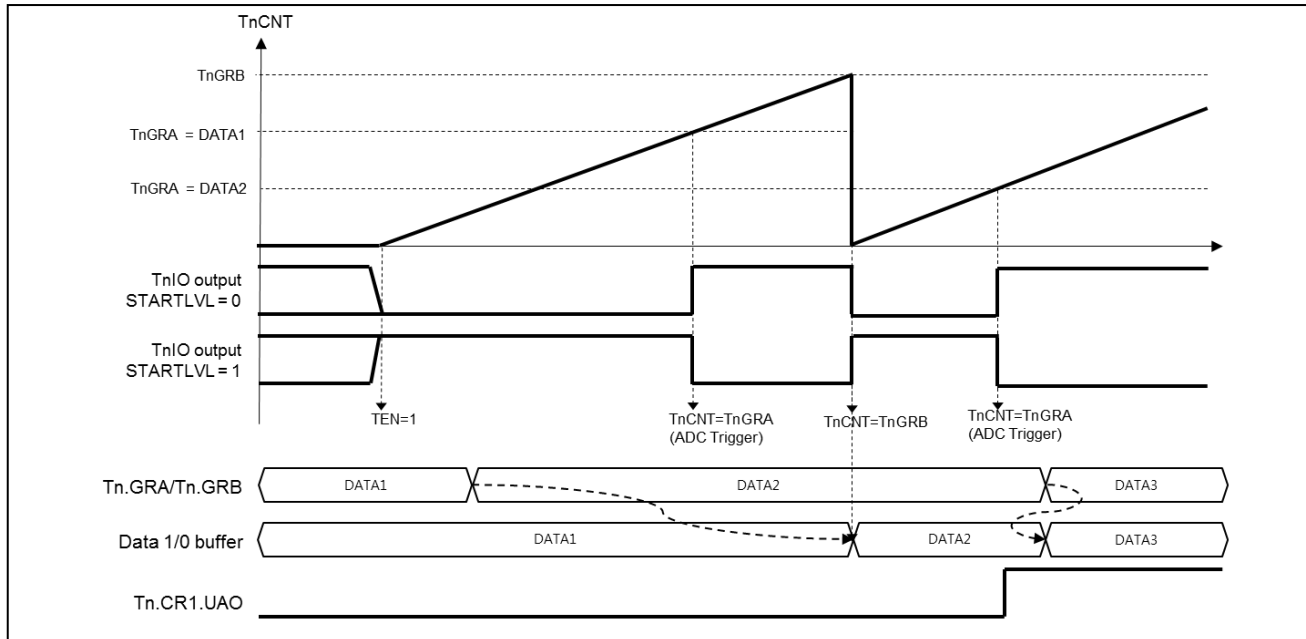 TnCNT
TnGRB
TnGRA = DATA1
TnGRA = DATA2
TnIO output
STARTLVL = 0
TnIO output
STARTLVL = 1
TEN=1
TnCNT=TnGRA
(ADC Trigger)
TnCNT=TnGRB
TnCNT=TnGRA
(ADC Trigger)
Tn.GRA/Tn.GRB
DATA1
DATA2
DATA3
Data 1/0 buffer
DATA1
DATA2
DATA3
Tn.CR1.UAO